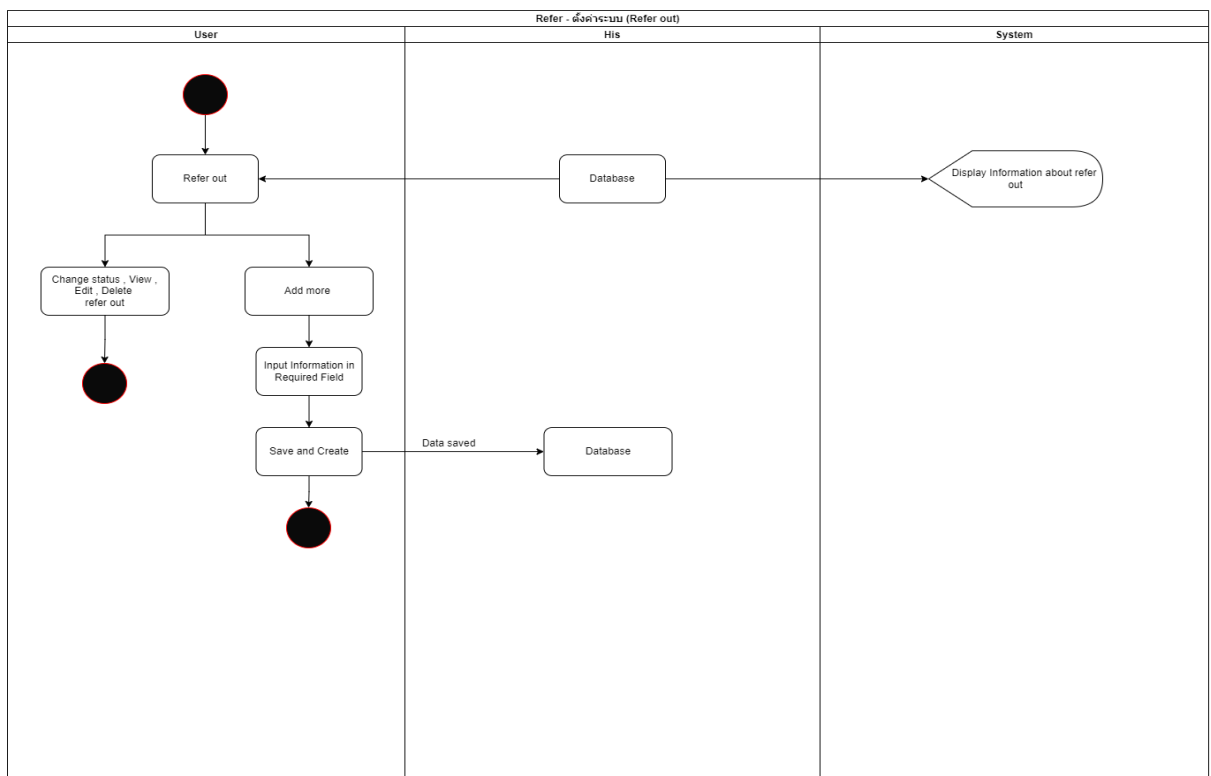 Refer - ตั้งค่าระบบ (Refer out)
User
His
System
Refer out
Database
Display Information about refer
out
Change status , View ,
Edit , Delete
refer out
Add more
Input Information in
Required Field
Save and Create
Data saved
Database